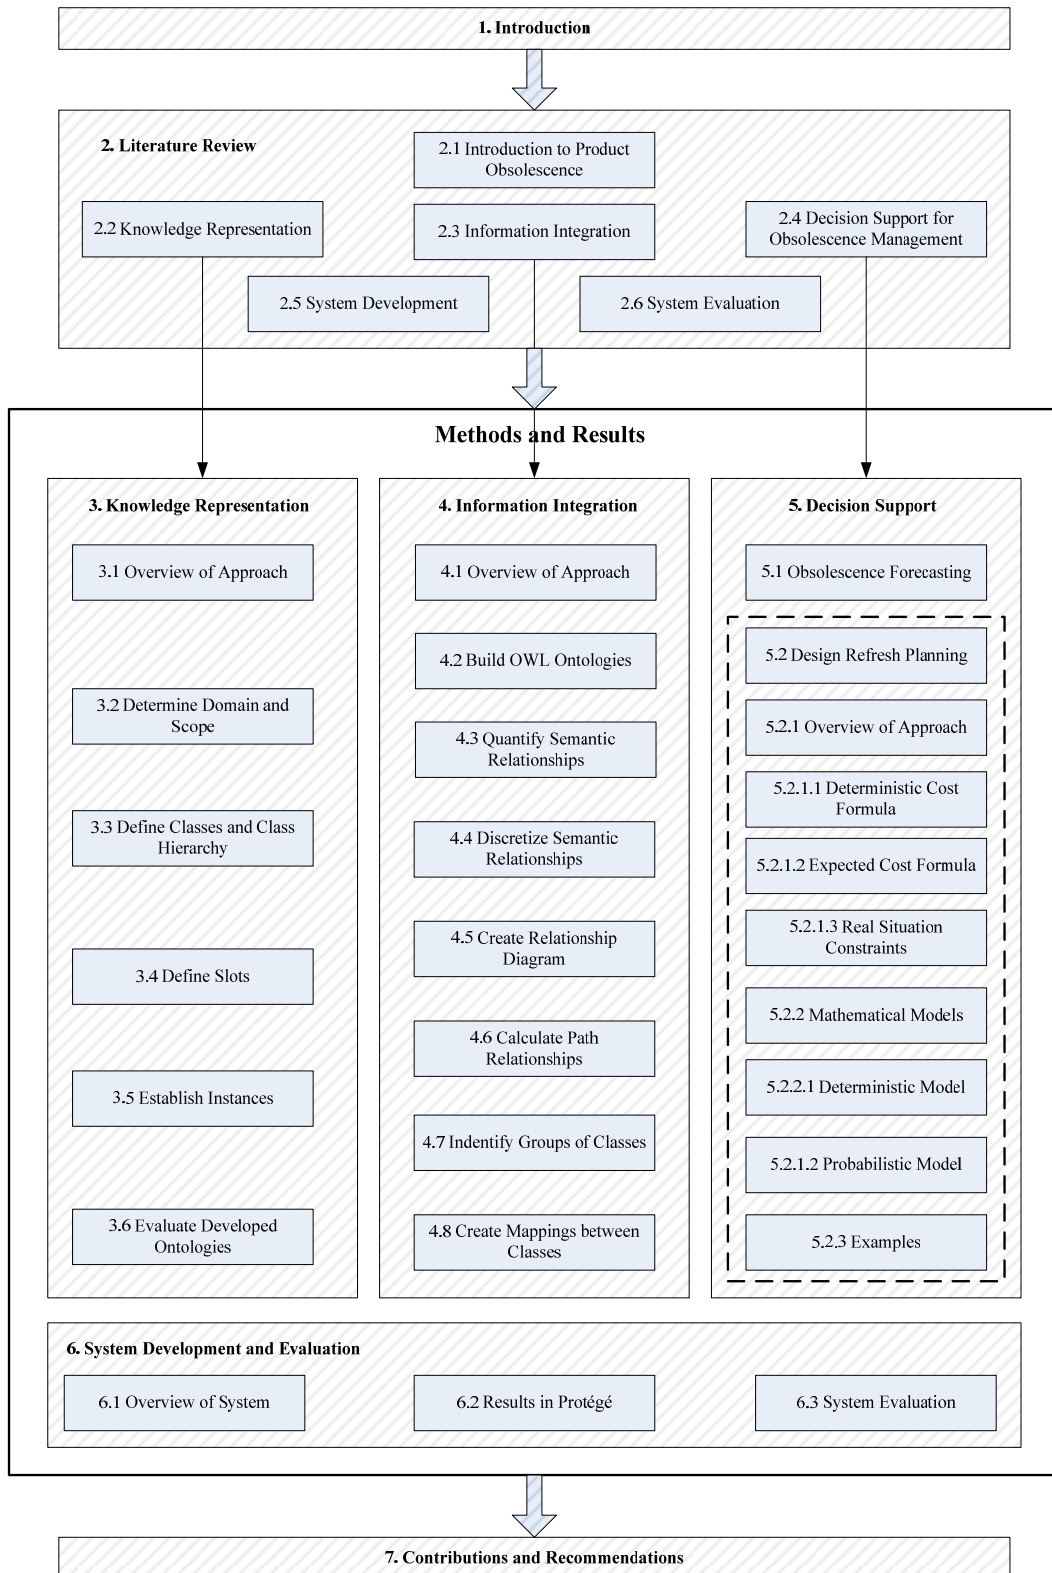 1. Introduction
2. Literature Review
2.1 Introduction to Product
Obsolescence
2.2 Knowledge Representation
2.3 Information Integration
2.4 Decision Support for
Obsolescence Management
2.5 System Development
2.6 System Evaluation
Methods and Results
3. Knowledge Representation
3.1 Overview of Approach
3.2 Determine Domain and
Scope
3.3 Define Classes and Class
Hierarchy
3.4 Define Slots
3.5 Establish Instances
3.6 Evaluate Developed
Ontologies
4. Information Integration
4.1 Overview of Approach
4.2 Build OWL Ontologies
4.3 Quantify Semantic
Relationships
4.4 Discretize Semantic
Relationships
4.5 Create Relationship
Diagram
4.6 Calculate Path
Relationships
4.7 Indentify Groups of Classes
4.8 Create Mappings between
Classes
5. Decision Support
5.1 Obsolescence Forecasting
5.2 Design Refresh Planning
5.2.1 Overview of Approach
5.2.1.1 Deterministic Cost
Formula
5.2.1.2 Expected Cost Formula
5.2.1.3 Real Situation
Constraints
5.2.2 Mathematical Models
5.2.2.1 Deterministic Model
5.2.1.2 Probabilistic Model
5.2.3 Examples
6. System Development and Evaluation
6.1 Overview of System
6.2 Results in Protégé
6.3 System Evaluation
7. Contributions and Recommendations